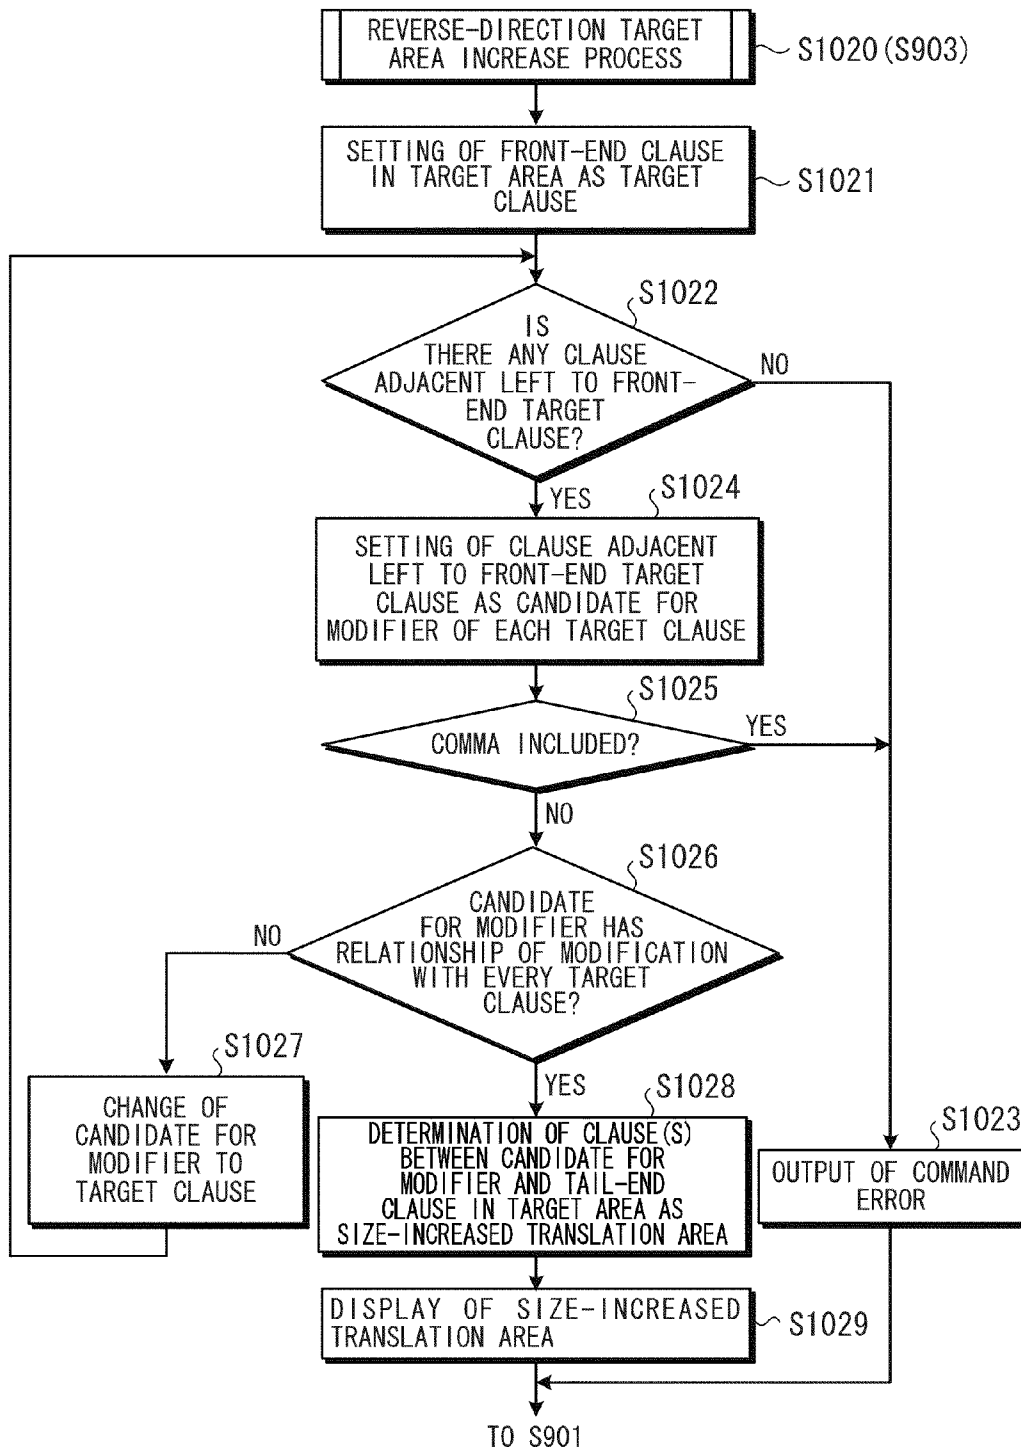 REVERSE-DIRECTION TARGET
AREA INCREASE PROCESS
S1020(S903)
SETTING OF FRONT-END CLAUSE
IN TARGET AREA AS TARGET
CLAUSE
S1021
S1022
IS
THERE ANY CLAUSE
ADJACENT LEFT TO FRONT-
END TARGET
CLAUSE?
NO
YES
S1024
SETTING OF CLAUSE ADJACENT
LEFT TO FRONT-END TARGET
CLAUSE AS CANDIDATE FOR
MODIFIER OF EACH TARGET CLAUSE
S1025
COMMA INCLUDED?
YES
NO
S1026
CANDIDATE
FOR MODIFIER HAS
RELATIONSHIP OF MODIFICATION
WITH EVERY TARGET
CLAUSE?
NO
YES
S1027
CHANGE OF
CANDIDATE FOR
MODIFIER TO
TARGET CLAUSE
S1028
DETERMINATION OF CLAUSE(S)
BETWEEN CANDIDATE FOR
MODIFIER AND TAIL-END
CLAUSE IN TARGET AREA AS
SIZE-INCREASED TRANSLATION AREA
S1023
OUTPUT OF COMMAND
ERROR
DISPLAY OF SIZE-INCREASED
TRANSLATION AREA
S1029
TO S901